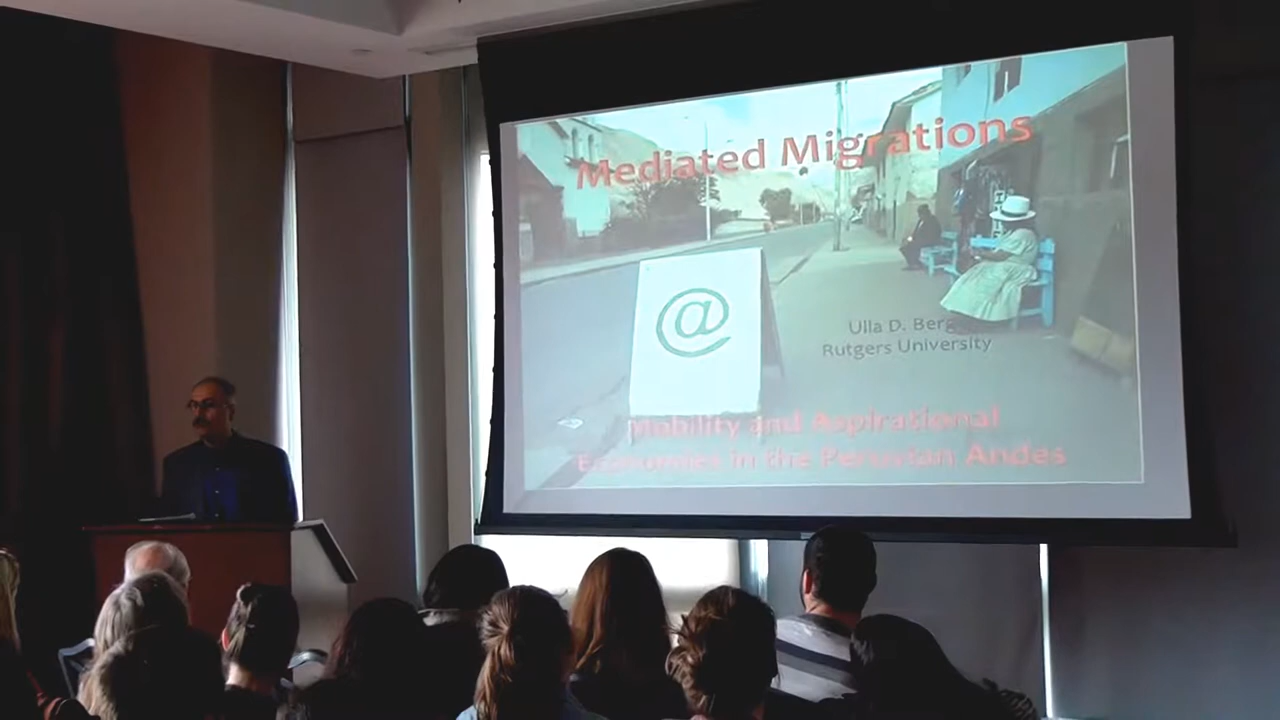 Mediated Migrations
@
Ulla D. Berg
Rutgers University
Mobility and Aspirational
Economies in the Peruvian Andes